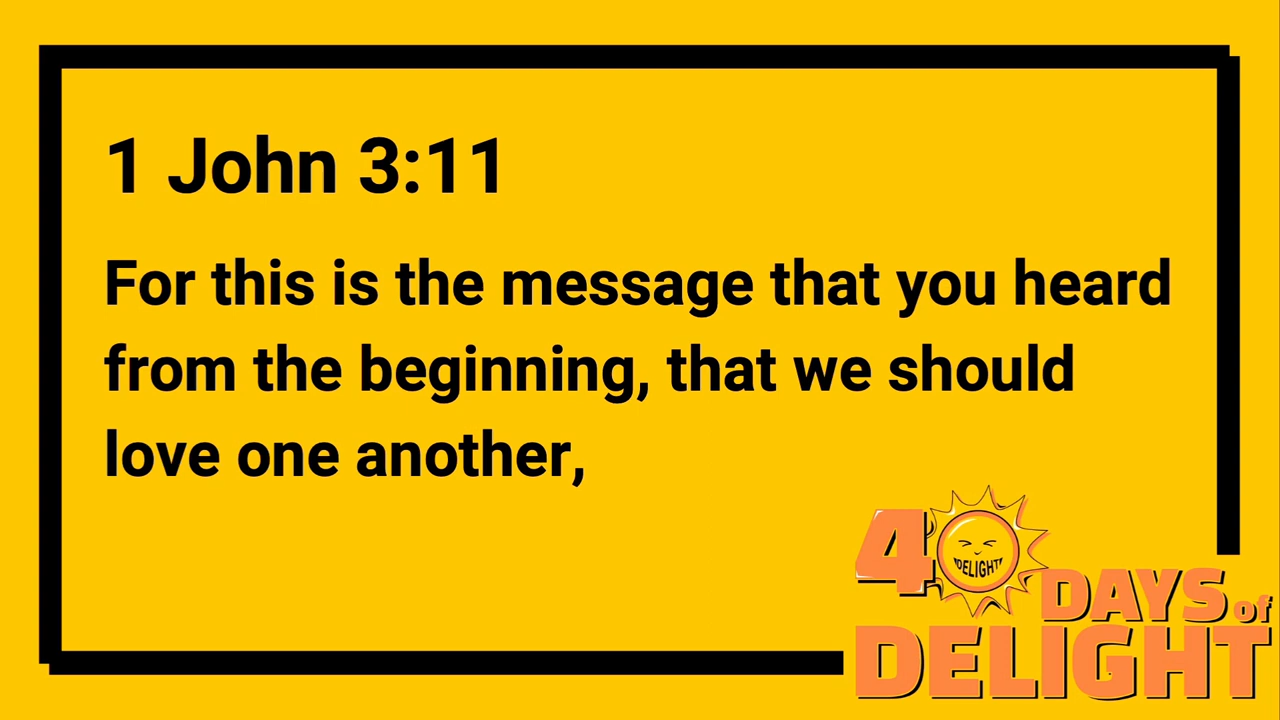 1 John 3:11
For this is the message that you heard
from the beginning, that we should
love one another,
40
DELIGHT
DAYS of
DELIGHT